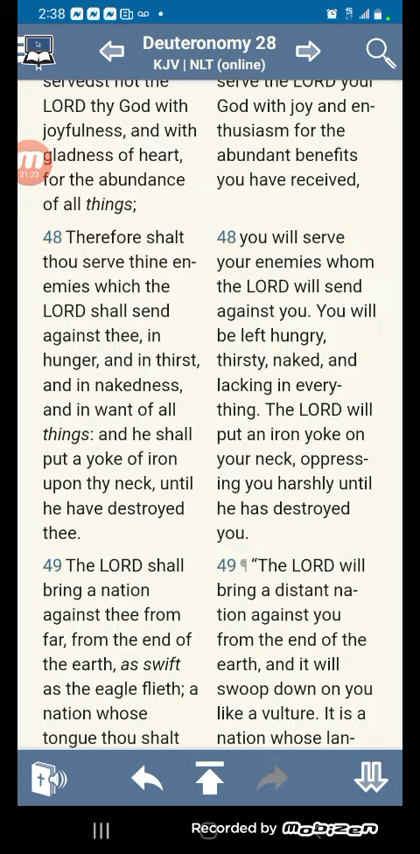 2:38
Deuteronomy 28
KJV | NLT (online)
21:23
servedst not the
LORD thy God with
joyfulness, and with
gladness of heart,
for the abundance
of all things;
48 Therefore shalt
thou serve thine en-
emies which the
LORD shall send
against thee, in
hunger, and in thirst,
and in nakedness,
and in want of all
things: and he shall
put a yoke of iron
upon thy neck, until
he have destroyed
thee.
49 The LORD shall
bring a nation
against thee from
far, from the end of
the earth, as swift
as the eagle flieth; a
nation whose
tongue thou shalt
serve the LORD your
God with joy and en-
thusiasm for the
abundant benefits
you have received,
48 you will serve
your enemies whom
the LORD will send
against you. You will
be left hungry,
thirsty, naked, and
lacking in every-
thing. The LORD will
put an iron yoke on
your neck, oppress-
ing you harshly until
he has destroyed
you.
49 ¶ “The LORD will
bring a distant na-
tion against you
from the end of the
earth, and it will
swoop down on you
like a vulture. It is a
nation whose lan-
Recorded by Mobizen